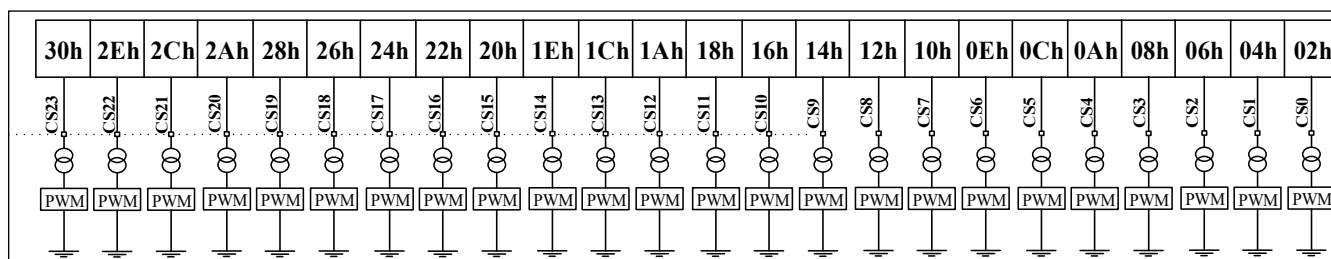 30h 2Eh 2Ch 2Ah 28h 26h 24h 22h 20h 1Eh 1Ch 1Ah 18h 16h 14h 12h 10h 0Eh 0Ch 0Ah 08h 06h 04h 02h
CS23 CS22 CS21 CS20 CS19 CS18 CS17 CS16 CS15 CS14 CS13 CS12 CS11 CS10 CS9 CS8 CS7 CS6 CS5 CS4 CS3 CS2 CS1 CS0
PWM PWM PWM PWM PWM PWM PWM PWM PWM PWM PWM PWM PWM PWM PWM PWM PWM PWM PWM PWM PWM PWM PWM PWM